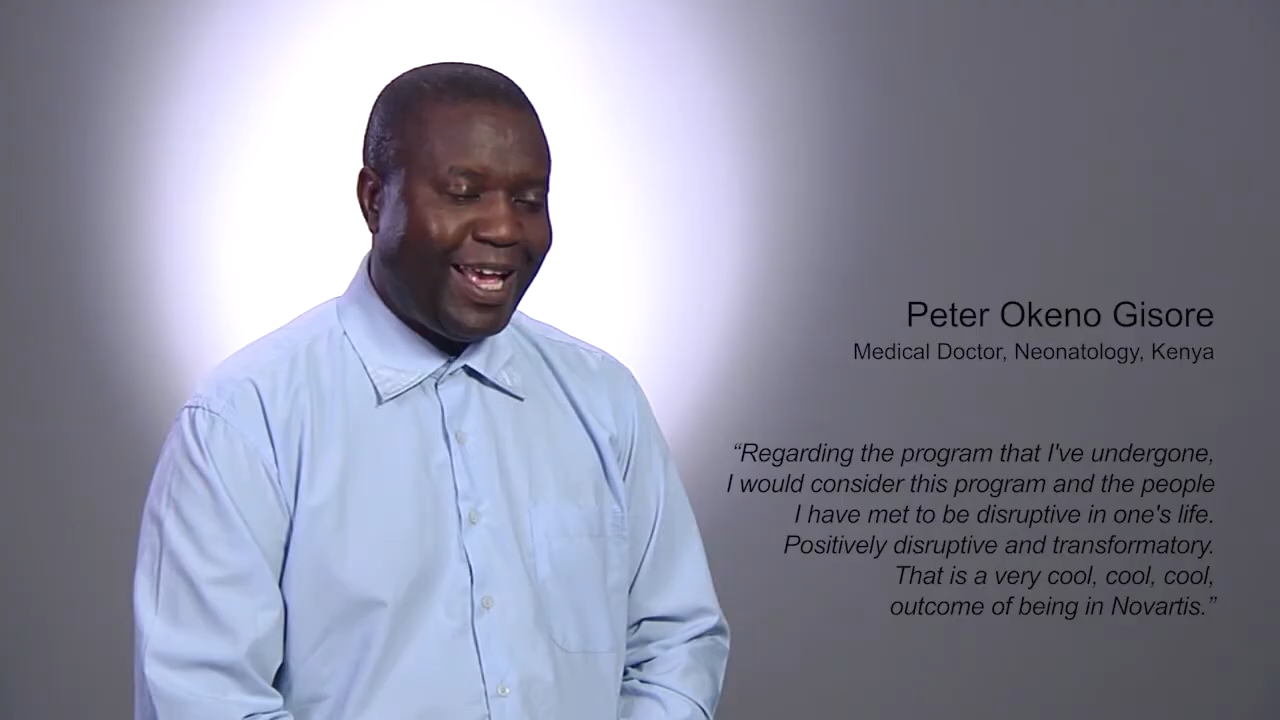 Peter Okeno Gisore
Medical Doctor, Neonatology, Kenya
“Regarding the program that I've undergone,
I would consider this program and the people
I have met to be disruptive in one's life.
Positively disruptive and transformatory.
That is a very cool, cool, cool,
outcome of being in Novartis.”